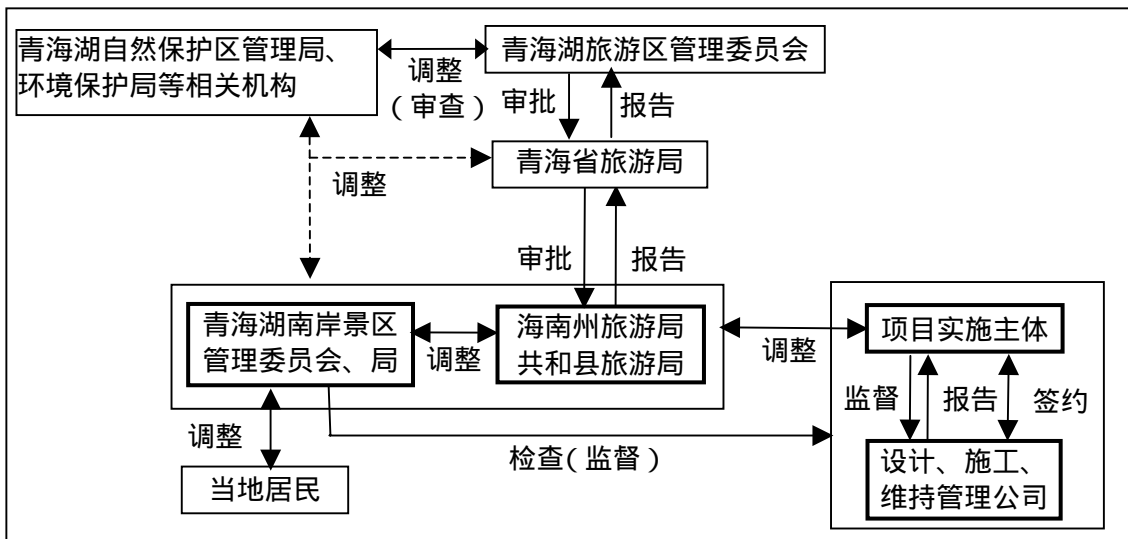 青海湖自然保护区管理局、
环境保护局等相关机构
调整
（审查）
青海湖旅游区管理委员会
审批
报告
青海省旅游局
调整
审批
报告
青海湖南岸景区
管理委员会、局
调整
海南州旅游局
共和县旅游局
调整
项目实施主体
监督
报告
签约
设计、施工、
维持管理公司
调整
检查（监督）
当地居民